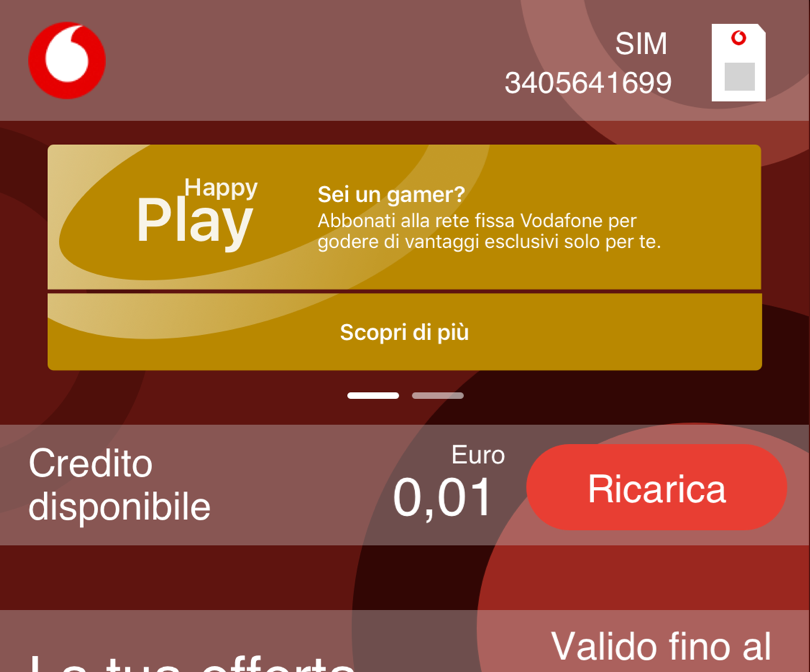 SIM
3405641699
Happy
Play
Sei un gamer?
Abbonati alla rete fissa Vodafone per
godere di vantaggi esclusivi solo per te.
Scopri di più
Credito
disponibile
Euro
0,01
Ricarica
Valido fino al
La tua offerta